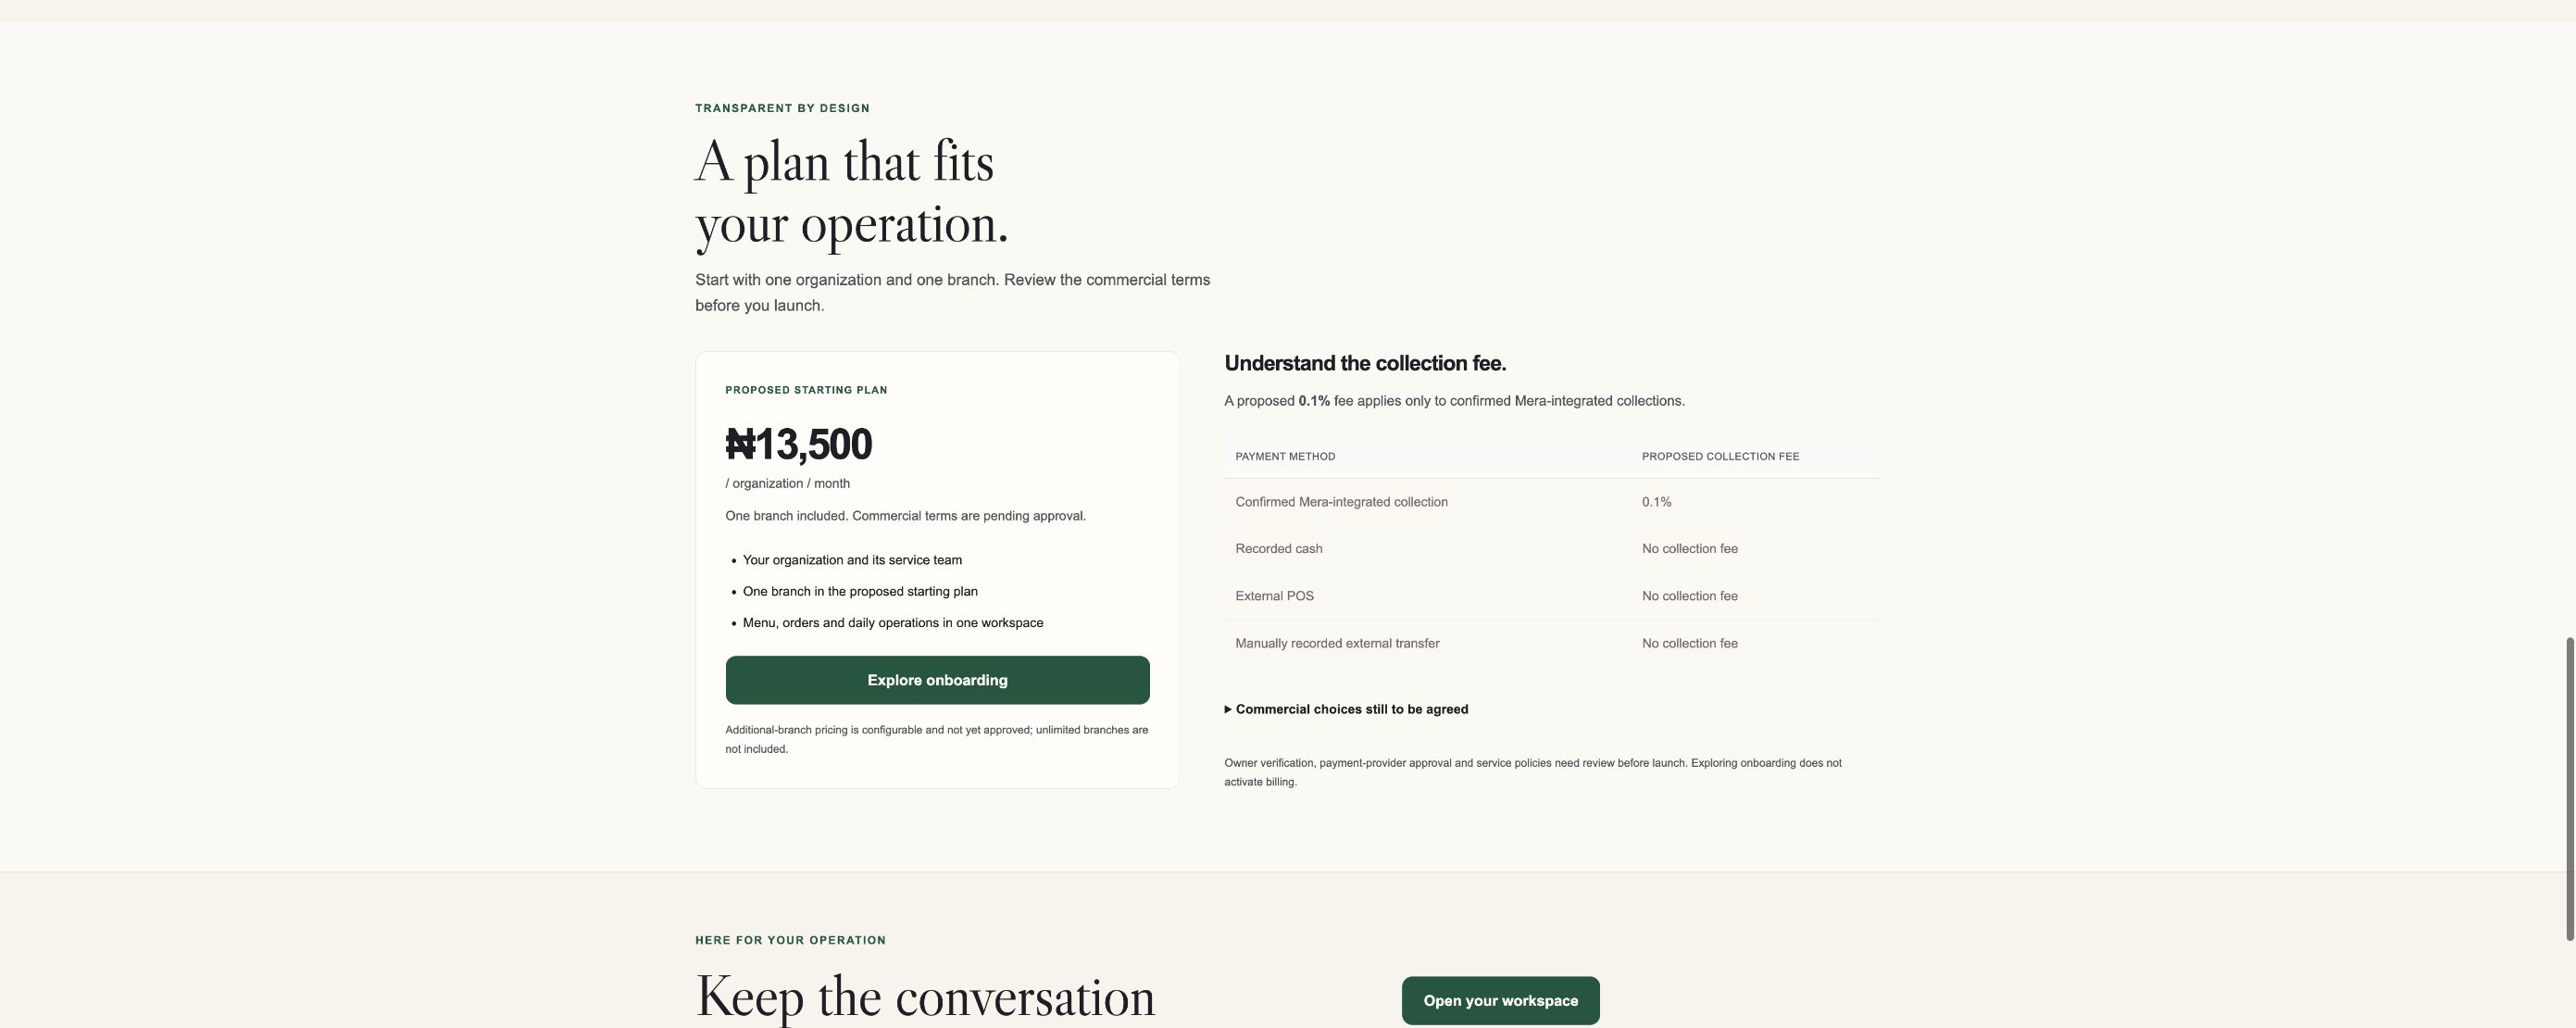 TRANSPARENT BY DESIGN
A plan that fits
your operation.
Start with one organization and one branch. Review the commercial terms
before you launch.
PROPOSED STARTING PLAN
₦13,500
/ organization / month
One branch included. Commercial terms are pending approval.
• Your organization and its service team
• One branch in the proposed starting plan
• Menu, orders and daily operations in one workspace
Explore onboarding
Additional-branch pricing is configurable and not yet approved; unlimited branches are
not included.
Understand the collection fee.
A proposed 0.1% fee applies only to confirmed Mera-integrated collections.
PAYMENT METHOD PROPOSED COLLECTION FEE
Confirmed Mera-integrated collection 0.1%
Recorded cash No collection fee
External POS No collection fee
Manually recorded external transfer No collection fee
▶ Commercial choices still to be agreed
Owner verification, payment-provider approval and service policies need review before launch. Exploring onboarding does not
activate billing.
HERE FOR YOUR OPERATION
Keep the conversation
Open your workspace